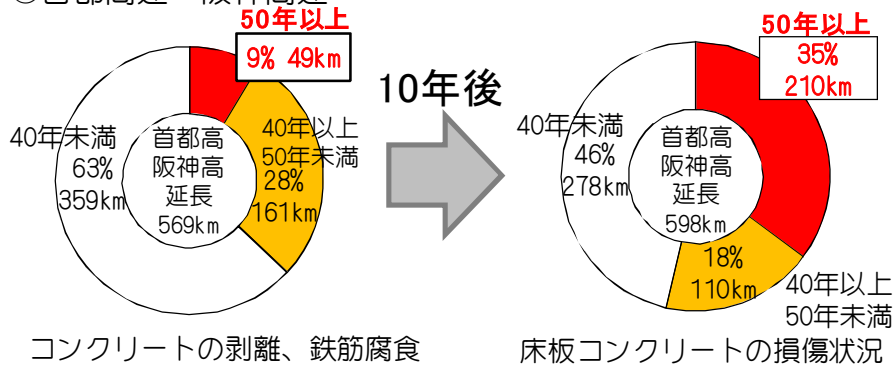 50年以上
9% 49km
40年以上
50年未満
28%
161km
40年未満
63%
359km
首都高
阪神高
延長
569km
10年後
50年以上
35%
210km
40年未満
46%
278km
首都高
阪神高
延長
598km
18%
110km
40年以上
50年未満
コンクリートの剥離、鉄筋腐食
床板コンクリートの損傷状況